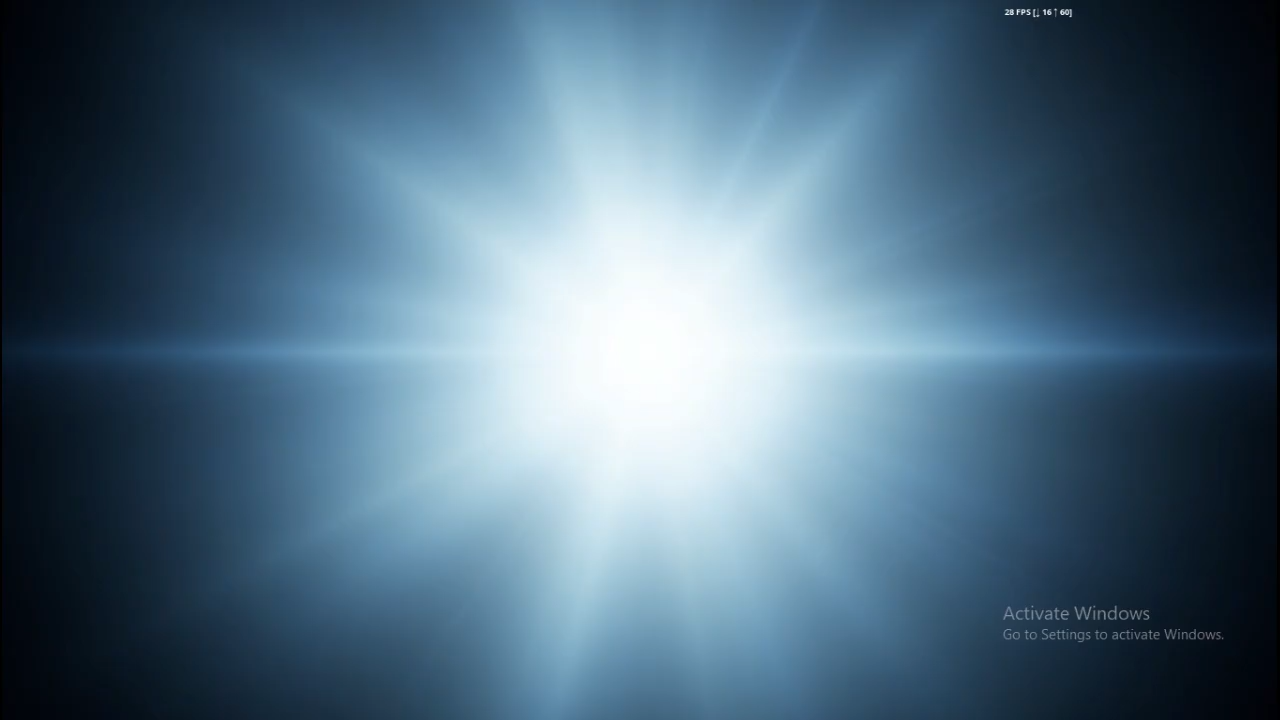 28 FPS [↓ 16 ↑ 60]
Activate Windows
Go to Settings to activate Windows.